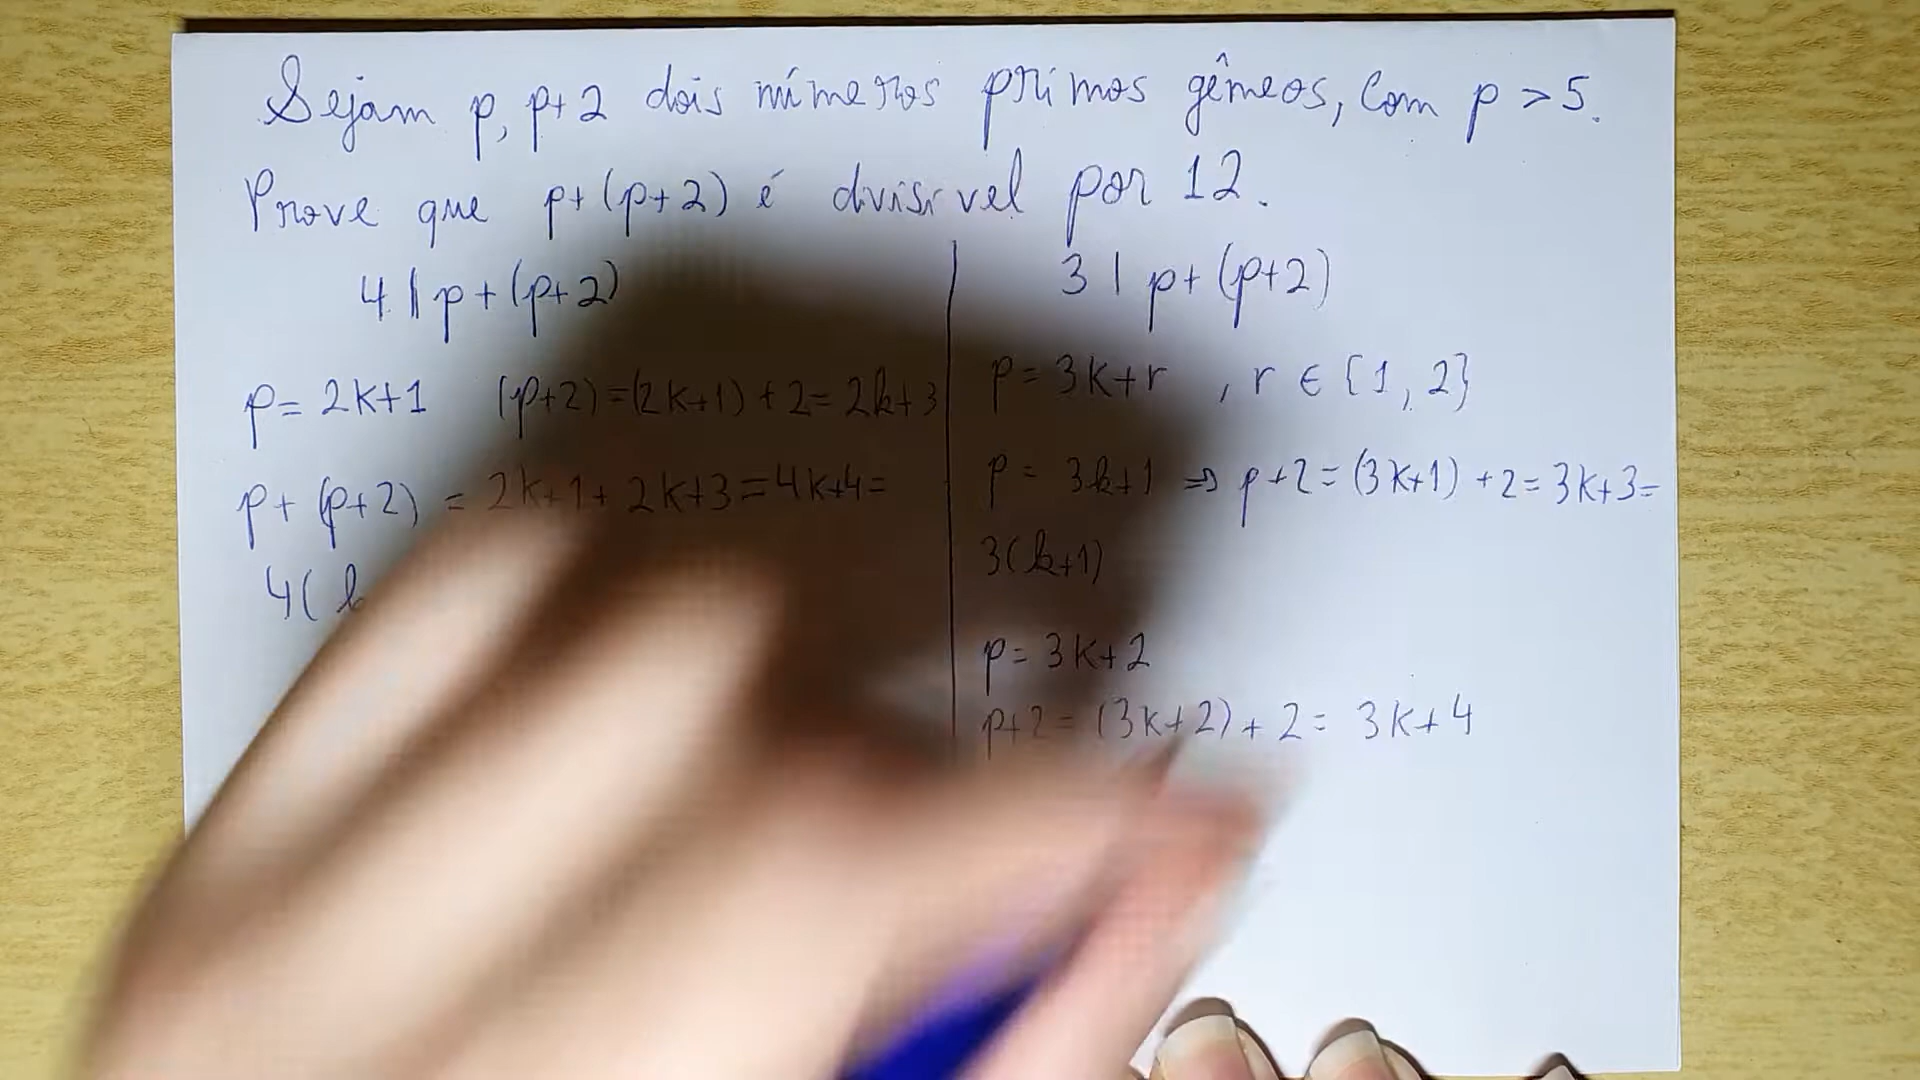 Sejam p, p+2 dois números primos gêmeos, Com p > 5.
Prove que p+(p+2) é divisível por 12.
4 | p + (p+2)
p = 2k+1 (p+2) = (2k+1) + 2 = 2k+3
p + (p+2) = 2k+1 + 2k+3 = 4k+4 =
4(
3 | p + (p+2)
p = 3k+r , r ∈ {1, 2}
p = 3k+1 ⇒ p+2 = (3k+1) + 2 = 3k+3 =
3(k+1)
p = 3k+2
p+2 = (3k+2) + 2 = 3k+4